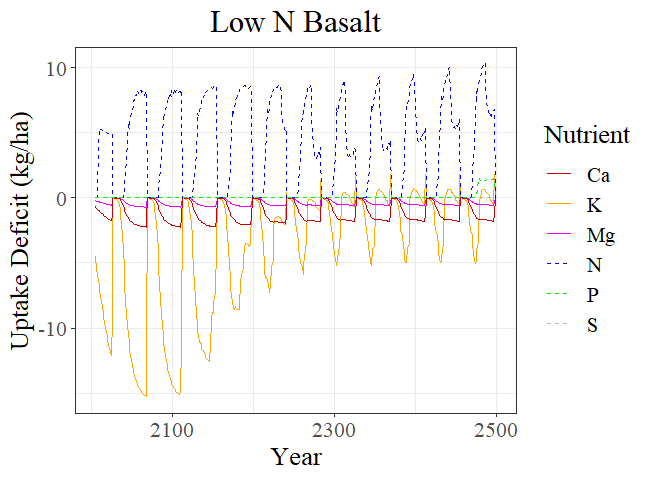 Low N Basalt
Uptake Deficit (kg/ha)
10
0
-10
2100
2300
2500
Year
Nutrient
Ca
K
Mg
N
P
S